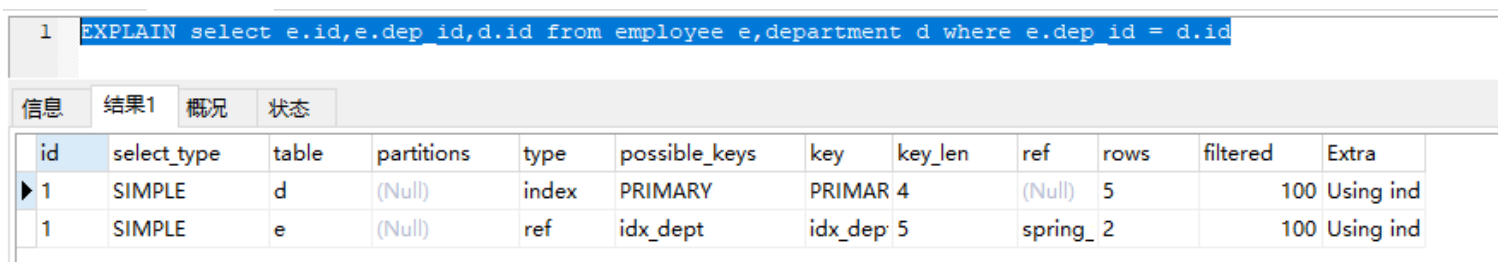 1 EXPLAIN select e.id,e.dep_id,d.id from employee e,department d where e.dep_id = d.id
信息 结果1 概况 状态
id select_type table partitions type possible_keys key key_len ref rows filtered Extra
1 SIMPLE d (Null) index PRIMARY PRIMAR 4 (Null) 5 100 Using ind
1 SIMPLE e (Null) ref idx_dept idx_dep 5 spring_ 2 100 Using ind